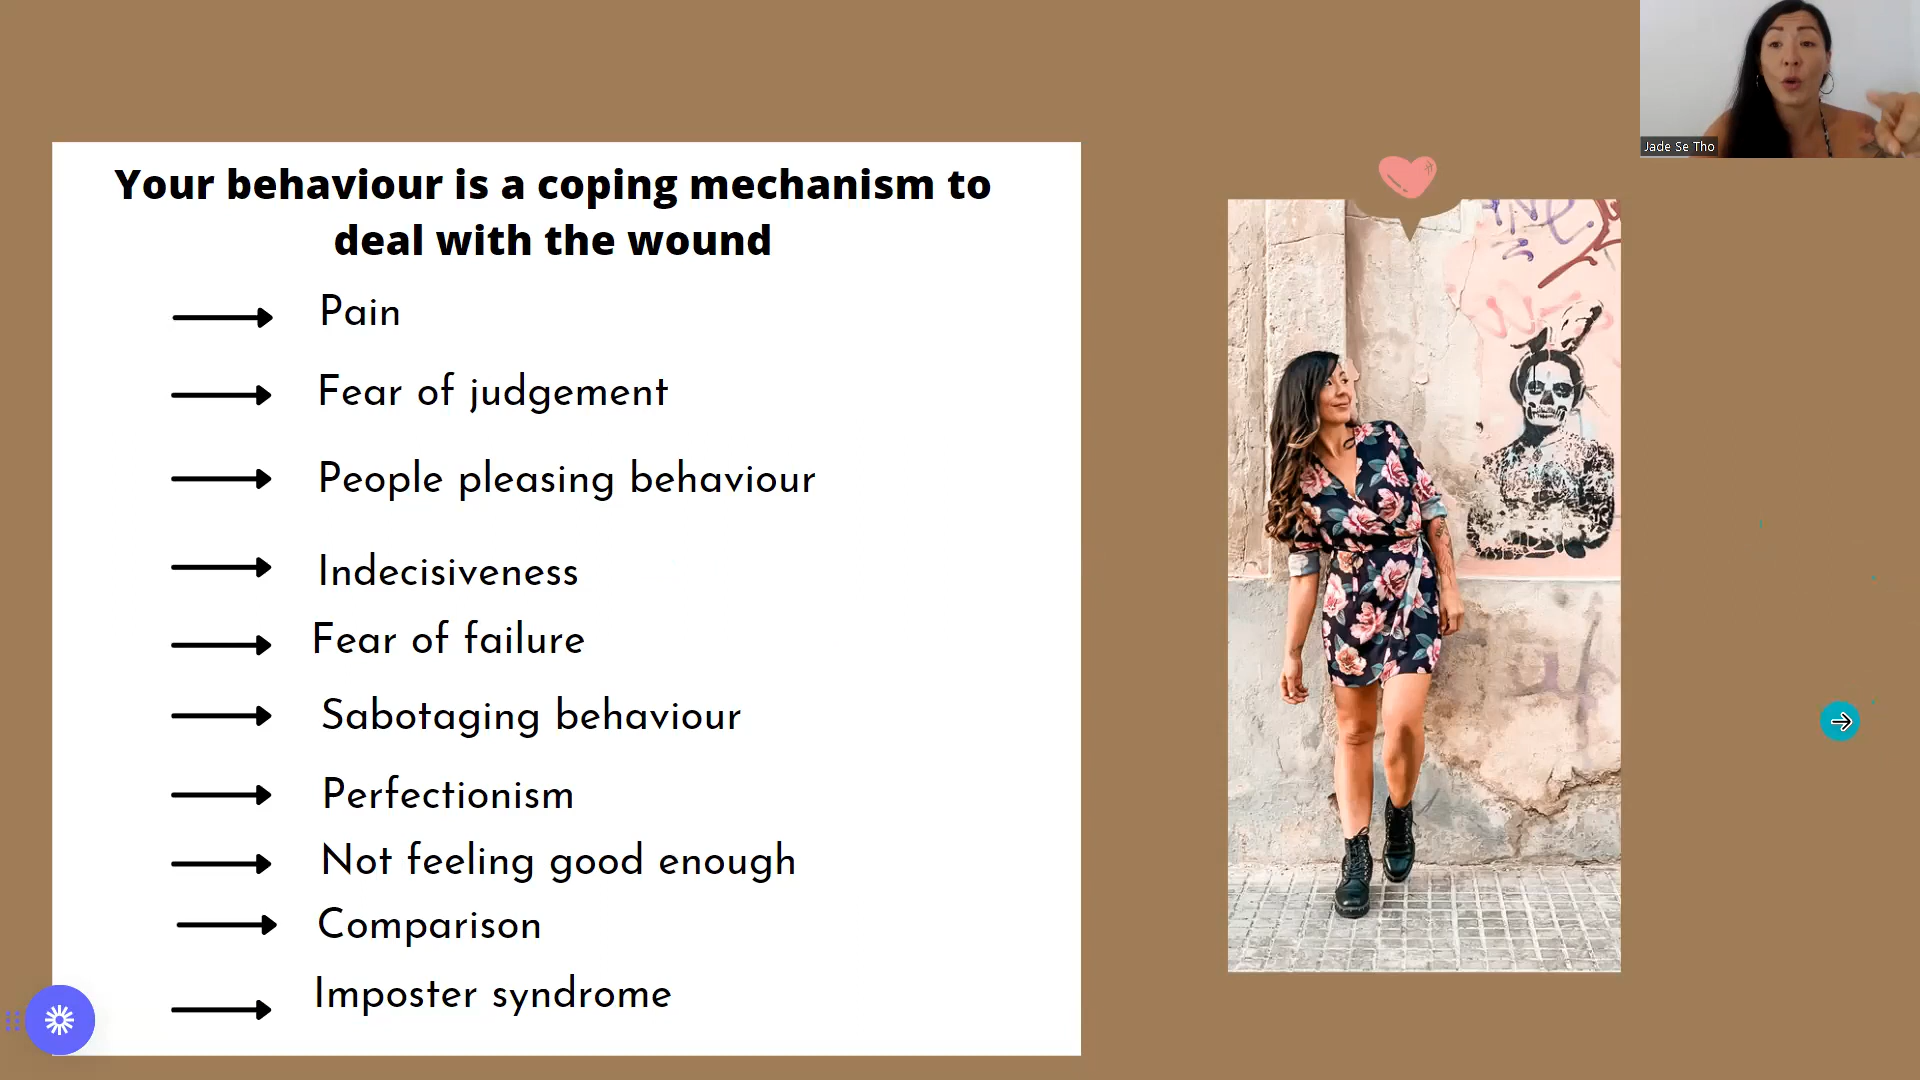 Your behaviour is a coping mechanism to
deal with the wound
Pain
Fear of judgement
People pleasing behaviour
Indecisiveness
Fear of failure
Sabotaging behaviour
Perfectionism
Not feeling good enough
Comparison
Imposter syndrome
Jade Se Tho